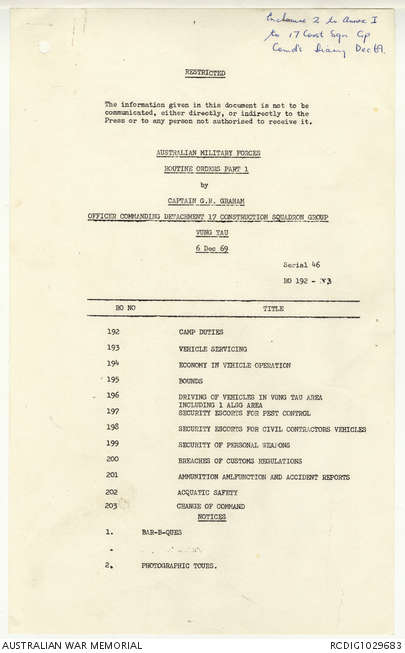 Enclosure 2 to Annex I
to 17 Const Sqn Gp
Comd's Diary Dec 69.
RESTRICTED
The information given in this document is not to be
communicated, either directly, or indirectly to the
Press or to any person not authorised to receive it.
AUSTRALIAN MILITARY FORCES
ROUTINE ORDERS PART 1
by
CAPTAIN G.R. GRAHAM
OFFICER COMMANDING DETACHMENT 17 CONSTRUCTION SQUADRON GROUP
VUNG TAU
6 Dec 69
Serial 46
RO 192 -
RO NO TITLE
192 CAMP DUTIES
193 VEHICLE SERVICING
194 ECONOMY IN VEHICLE OPERATION
195 BOUNDS
196 DRIVING OF VEHICLES IN VUNG TAU AREA
INCLUDING 1 ALSG AREA
197 SECURITY ESCORTS FOR PEST CONTROL
198 SECURITY ESCORTS FOR CIVIL CONTRACTORS VEHICLES
199 SECURITY OF PERSONAL WEAPONS
200 BREACHES OF CUSTOMS REGULATIONS
201 AMMUNITION AMLFUNCTION AND ACCIDENT REPORTS
202 ACQUATIC SAFETY
203 CHANGE OF COMMAND
NOTICES
1. BAR-B-QUES
2. PHOTOGRAPHIC TOURS.
AUSTRALIAN WAR MEMORIAL
RCDIG1029683